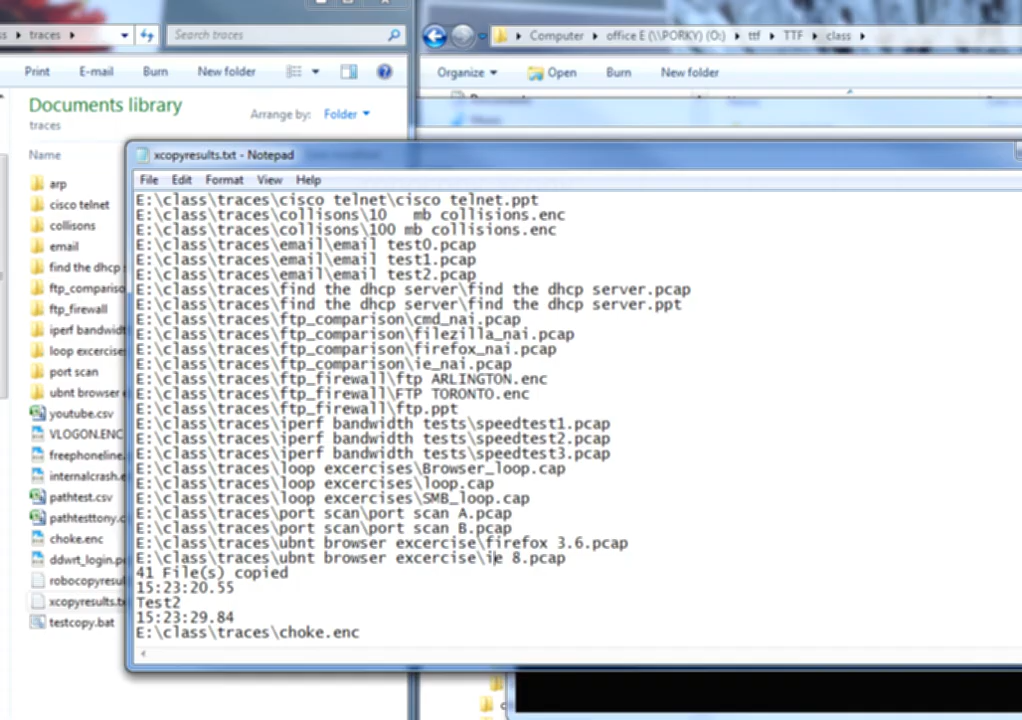 traces
Search traces
Computer
office E (\\PORKY) (O:)
ttf
TTF
class
Print
E-mail
Burn
New folder
Organize
Open
Burn
New folder
Documents library
traces
Arrange by:
Folder
Name
arp
cisco telnet
collisons
email
find the dhcp s
ftp_compariso
ftp_firewall
iperf bandwidt
loop excercises
port scan
ubnt browser
youtube.csv
VLOGON.ENC
freephoneline.
internalcrash.e
pathtest.csv
pathtesttony.c
choke.enc
ddwrt_login.p
robocopyresul
xcopyresults.tx
testcopy.bat
xcopyresults.txt - Notepad
File Edit Format View Help
E:\class\traces\cisco telnet\cisco telnet.ppt
E:\class\traces\collisons\10   mb collisions.enc
E:\class\traces\collisons\100 mb collisions.enc
E:\class\traces\email\email test0.pcap
E:\class\traces\email\email test1.pcap
E:\class\traces\email\email test2.pcap
E:\class\traces\find the dhcp server\find the dhcp server.pcap
E:\class\traces\find the dhcp server\find the dhcp server.ppt
E:\class\traces\ftp_comparison\cmd_nai.pcap
E:\class\traces\ftp_comparison\filezilla_nai.pcap
E:\class\traces\ftp_comparison\firefox_nai.pcap
E:\class\traces\ftp_comparison\ie_nai.pcap
E:\class\traces\ftp_firewall\ftp ARLINGTON.enc
E:\class\traces\ftp_firewall\FTP TORONTO.enc
E:\class\traces\ftp_firewall\ftp.ppt
E:\class\traces\iperf bandwidth tests\speedtest1.pcap
E:\class\traces\iperf bandwidth tests\speedtest2.pcap
E:\class\traces\iperf bandwidth tests\speedtest3.pcap
E:\class\traces\loop excercises\Browser_loop.cap
E:\class\traces\loop excercises\loop.cap
E:\class\traces\loop excercises\SMB_loop.cap
E:\class\traces\port scan\port scan A.pcap
E:\class\traces\port scan\port scan B.pcap
E:\class\traces\ubnt browser excercise\firefox 3.6.pcap
E:\class\traces\ubnt browser excercise\ie 8.pcap
41 File(s) copied
15:23:20.55
Test2
15:23:29.84
E:\class\traces\choke.enc